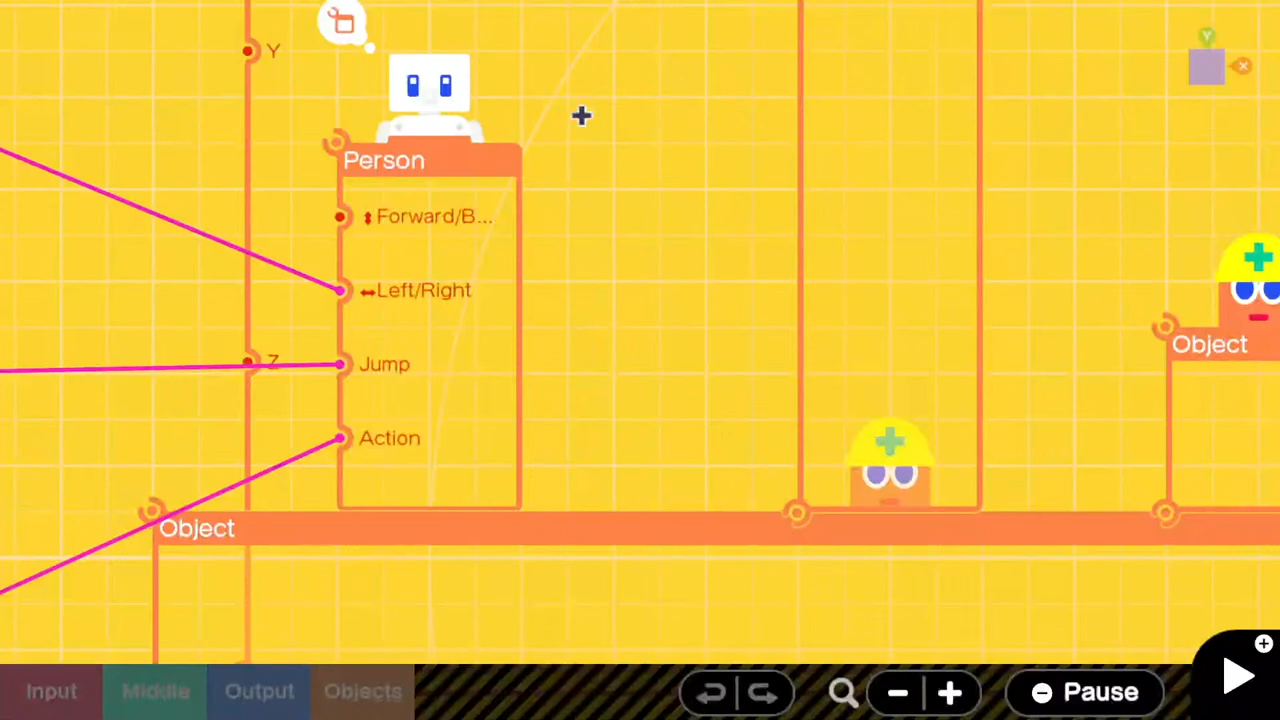 Y
Y
X
Person
Forward/B...
Left/Right
Object
Jump
Z
Action
Object
Input
Middle
Output
Objects
Pause